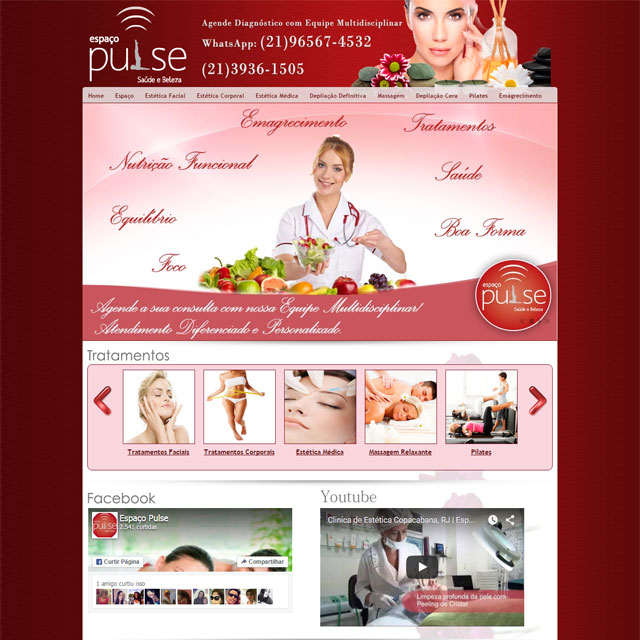 espaço
pulse
Saúde e Beleza
Agende Diagnóstico com Equipe Multidisciplinar
WhatsApp: (21)96567-4532
(21)3936-1505
Home Espaço Estética Facial Estética Corporal Estética Médica Depilação Definitiva Massagem Depilação Cera Pilates Emagrecimento
Emagrecimento
Tratamentos
Nutrição Funcional
Saúde
Equilíbrio
Boa Forma
Foco
espaço
pulse
Saúde e Beleza
Agende a sua consulta com nossa Equipe Multidisciplinar!
Atendimento Diferenciado e Personalizado.
Tratamentos
Tratamentos Faciais
Tratamentos Corporais
Estética Médica
Massagem Relaxante
Pilates
Facebook
Espaço Pulse
2.541 curtidas
Curtir Página
Compartilhar
1 amigo curtiu isso
Youtube
Clinica de Estética Copacabana, RJ | Esp...
Limpeza profunda da pele com
Peeling de Cristal